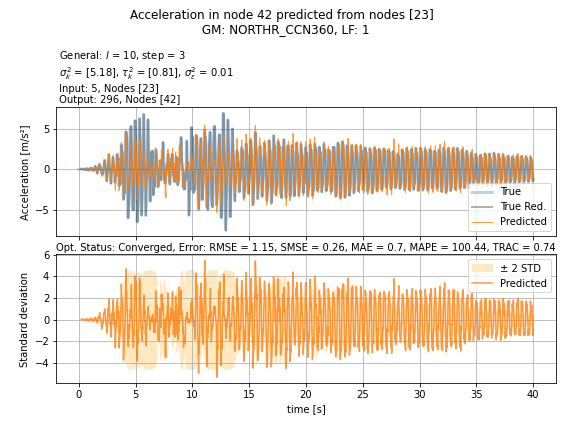 Acceleration in node 42 predicted from nodes [23]
GM: NORTHR_CCN360, LF: 1
General: l = 10, step = 3
σ²ₖ = [5.18], τ²ₖ = [0.81], σ²ₑ = 0.01
Input: 5, Nodes [23]
Output: 296, Nodes [42]
Acceleration [m/s²]
5
0
−5
True
True Red.
Predicted
Opt. Status: Converged, Error: RMSE = 1.15, SMSE = 0.26, MAE = 0.7, MAPE = 100.44, TRAC = 0.74
Standard deviation
6
4
2
0
−2
−4
± 2 STD
Predicted
0 5 10 15 20 25 30 35 40
time [s]